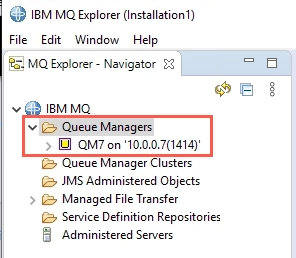 IBM MQ Explorer (Installation1)
File Edit Window Help
MQ Explorer - Navigator
IBM MQ
Queue Managers
QM7 on '10.0.0.7(1414)'
Queue Manager Clusters
JMS Administered Objects
Managed File Transfer
Service Definition Repositories
Administered Servers